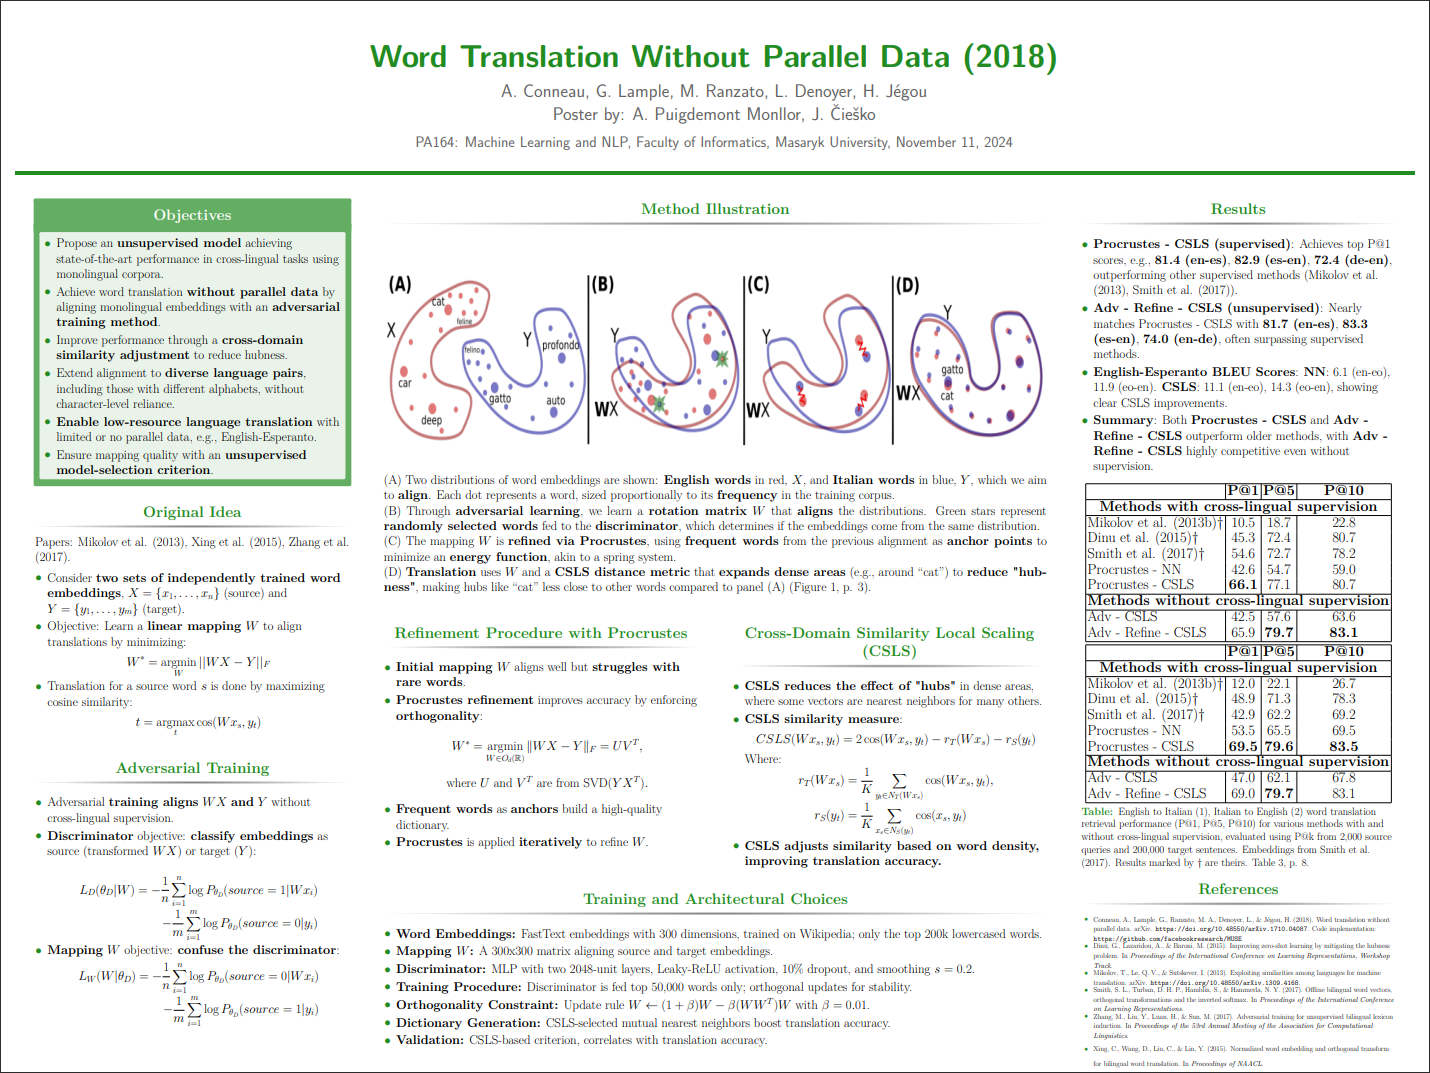 Word Translation Without Parallel Data (2018)
A. Conneau, G. Lample, M. Ranzato, L. Denoyer, H. Jégou
Poster by: A. Puigdemont Monllor, J. Čieško
PA164: Machine Learning and NLP, Faculty of Informatics, Masaryk University, November 11, 2024
Objectives
• Propose an unsupervised model achieving
state-of-the-art performance in cross-lingual tasks using
monolingual corpora.
• Achieve word translation without parallel data by
aligning monolingual embeddings with an adversarial
training method.
• Improve performance through a cross-domain
similarity adjustment to reduce hubness.
• Extend alignment to diverse language pairs,
including those with different alphabets, without
character-level reliance.
• Enable low-resource language translation with
limited or no parallel data, e.g., English-Esperanto.
• Ensure mapping quality with an unsupervised
model-selection criterion.
Original Idea
Papers: Mikolov et al. (2013), Xing et al. (2015), Zhang et al.
(2017).
• Consider two sets of independently trained word
embeddings, X = {x₁, . . . , xₙ} (source) and
Y = {y₁, . . . , yₘ} (target).
• Objective: Learn a linear mapping W to align
translations by minimizing:
W* = argmin ||WX − Y||_F
W
• Translation for a source word s is done by maximizing
cosine similarity:
t = argmax cos(Wx_s, y_t)
t
Adversarial Training
• Adversarial training aligns WX and Y without
cross-lingual supervision.
• Discriminator objective: classify embeddings as
source (transformed WX) or target (Y):
L_D(θ_D|W) = −1/n ∑_{i=1}^{n} log P_{θ_D}(source = 1|Wx_i)
−1/m ∑_{i=1}^{m} log P_{θ_D}(source = 0|y_i)
• Mapping W objective: confuse the discriminator:
L_W(W|θ_D) = −1/n ∑_{i=1}^{n} log P_{θ_D}(source = 0|Wx_i)
−1/m ∑_{i=1}^{m} log P_{θ_D}(source = 1|y_i)
Method Illustration
(A)
X
cat
feline
car
deep
felino
Y
profondo
gatto
auto
(B)
Y
WX
(C)
Y
WX
(D)
Y
gatto
cat
WX
(A) Two distributions of word embeddings are shown: English words in red, X, and Italian words in blue, Y, which we aim
to align. Each dot represents a word, sized proportionally to its frequency in the training corpus.
(B) Through adversarial learning, we learn a rotation matrix W that aligns the distributions. Green stars represent
randomly selected words fed to the discriminator, which determines if the embeddings come from the same distribution.
(C) The mapping W is refined via Procrustes, using frequent words from the previous alignment as anchor points to
minimize an energy function, akin to a spring system.
(D) Translation uses W and a CSLS distance metric that expands dense areas (e.g., around “cat”) to reduce "hub-
ness", making hubs like “cat” less close to other words compared to panel (A) (Figure 1, p. 3).
Refinement Procedure with Procrustes
• Initial mapping W aligns well but struggles with
rare words.
• Procrustes refinement improves accuracy by enforcing
orthogonality:
W* = argmin ||WX − Y||_F = UVᵀ,
W∈O_d(ℝ)
where U and Vᵀ are from SVD(YXᵀ).
• Frequent words as anchors build a high-quality
dictionary.
• Procrustes is applied iteratively to refine W.
Cross-Domain Similarity Local Scaling
(CSLS)
• CSLS reduces the effect of "hubs" in dense areas,
where some vectors are nearest neighbors for many others.
• CSLS similarity measure:
CSLS(Wx_s, y_t) = 2 cos(Wx_s, y_t) − r_T(Wx_s) − r_S(y_t)
Where:
r_T(Wx_s) = 1/K ∑_{y_t∈N_T(Wx_s)} cos(Wx_s, y_t),
r_S(y_t) = 1/K ∑_{x_s∈N_S(y_t)} cos(x_s, y_t)
• CSLS adjusts similarity based on word density,
improving translation accuracy.
Training and Architectural Choices
• Word Embeddings: FastText embeddings with 300 dimensions, trained on Wikipedia; only the top 200k lowercased words.
• Mapping W: A 300x300 matrix aligning source and target embeddings.
• Discriminator: MLP with two 2048-unit layers, Leaky-ReLU activation, 10% dropout, and smoothing s = 0.2.
• Training Procedure: Discriminator is fed top 50,000 words only; orthogonal updates for stability.
• Orthogonality Constraint: Update rule W ← (1 + β)W − β(WWᵀ)W with β = 0.01.
• Dictionary Generation: CSLS-selected mutual nearest neighbors boost translation accuracy.
• Validation: CSLS-based criterion, correlates with translation accuracy.
Results
• Procrustes - CSLS (supervised): Achieves top P@1
scores, e.g., 81.4 (en-es), 82.9 (es-en), 72.4 (de-en),
outperforming other supervised methods (Mikolov et al.
(2013), Smith et al. (2017)).
• Adv - Refine - CSLS (unsupervised): Nearly
matches Procrustes - CSLS with 81.7 (en-es), 83.3
(es-en), 74.0 (en-de), often surpassing supervised
methods.
• English-Esperanto BLEU Scores: NN: 6.1 (en-eo),
11.9 (eo-en). CSLS: 11.1 (en-eo), 14.3 (eo-en), showing
clear CSLS improvements.
• Summary: Both Procrustes - CSLS and Adv -
Refine - CSLS outperform older methods, with Adv -
Refine - CSLS highly competitive even without
supervision.
P@1 P@5 P@10
Methods with cross-lingual supervision
Mikolov et al. (2013b)† 10.5 18.7 22.8
Dinu et al. (2015)† 45.3 72.4 80.7
Smith et al. (2017)† 54.6 72.7 78.2
Procrustes - NN 42.6 54.7 59.0
Procrustes - CSLS 66.1 77.1 80.7
Methods without cross-lingual supervision
Adv - CSLS 42.5 57.6 63.6
Adv - Refine - CSLS 65.9 79.7 83.1
P@1 P@5 P@10
Methods with cross-lingual supervision
Mikolov et al. (2013b)† 12.0 22.1 26.7
Dinu et al. (2015)† 48.9 71.3 78.3
Smith et al. (2017)† 42.9 62.2 69.2
Procrustes - NN 53.5 65.5 69.5
Procrustes - CSLS 69.5 79.6 83.5
Methods without cross-lingual supervision
Adv - CSLS 47.0 62.1 67.8
Adv - Refine - CSLS 69.0 79.7 83.1
Table: English to Italian (1), Italian to English (2) word translation
retrieval performance (P@1, P@5, P@10) for various methods with and
without cross-lingual supervision, evaluated using P@k from 2,000 source
queries and 200,000 target sentences. Embeddings from Smith et al.
(2017). Results marked by † are theirs. Table 3, p. 8.
References
• Conneau, A., Lample, G., Ranzato, M. A., Denoyer, L., & Jégou, H. (2018). Word translation without
parallel data. arXiv. https://doi.org/10.48550/arXiv.1710.04087. Code implementation:
https://github.com/facebookresearch/MUSE.
• Dinu, G., Lazaridou, A., & Baroni, M. (2015). Improving zero-shot learning by mitigating the hubness
problem. In Proceedings of the International Conference on Learning Representations, Workshop
Track.
• Mikolov, T., Le, Q. V., & Sutskever, I. (2013). Exploiting similarities among languages for machine
translation. arXiv. https://doi.org/10.48550/arXiv.1309.4168.
• Smith, S. L., Turban, D. H. P., Hamblin, S., & Hammerla, N. Y. (2017). Offline bilingual word vectors,
orthogonal transformations and the inverted softmax. In Proceedings of the International Conference
on Learning Representations.
• Zhang, M., Liu, Y., Luan, H., & Sun, M. (2017). Adversarial training for unsupervised bilingual lexicon
induction. In Proceedings of the 53rd Annual Meeting of the Association for Computational
Linguistics.
• Xing, C., Wang, D., Liu, C., & Lin, Y. (2015). Normalized word embedding and orthogonal transform
for bilingual word translation. In Proceedings of NAACL.